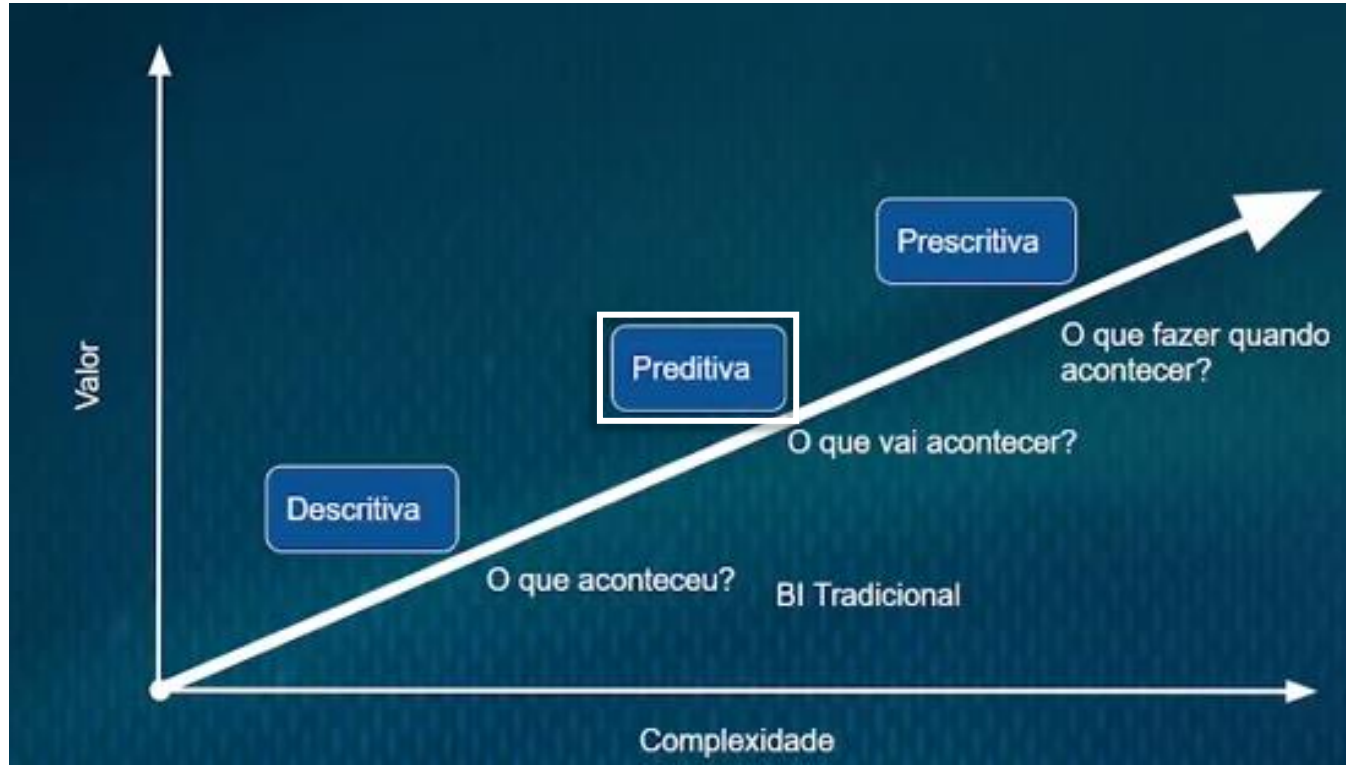 Valor
Prescritiva
O que fazer quando
acontecer?
Preditiva
O que vai acontecer?
Descritiva
O que aconteceu?
BI Tradicional
Complexidade